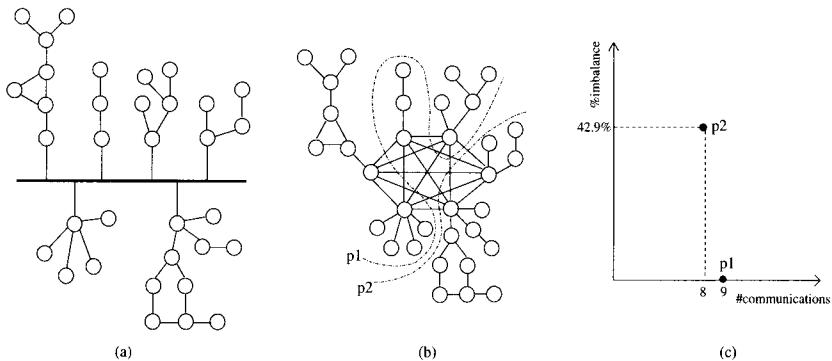 p1
p2
%imbalance
42.9%
p2
p1
8
9
#communications
(a)
(b)
(c)